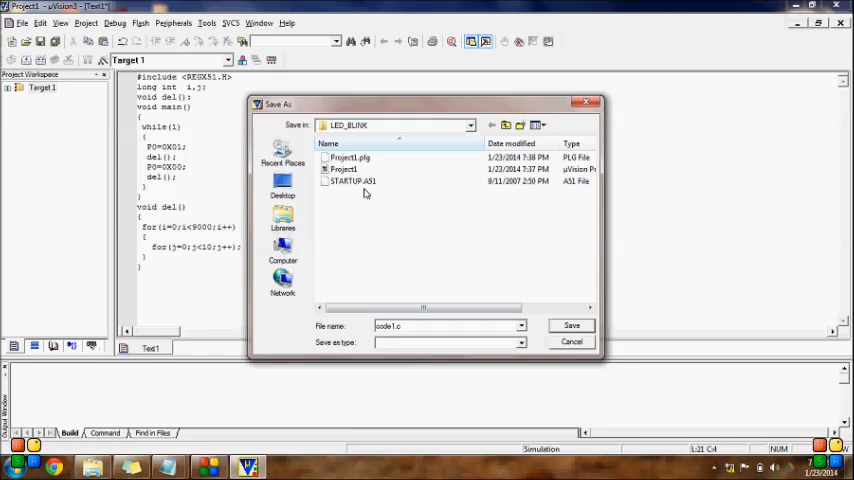 Project1 - µVision3 - [Text1*]
File Edit View Project Debug Flash Peripherals Tools SVCS Window Help
Target 1
Project Workspace
Target 1
#include <REGX51.H>
long int i,j;
void del();
void main()
{
while(1)
{
P0=0X01;
del();
P0=0X00;
del();
}
void del()
{
for(i=0;i<9000;i++)
{
for(j=0;j<10;j++);
}
}
Save As
Save in: LED_BLINK
Name Date modified Type
Project1.plg 1/23/2014 7:38 PM PLG File
Project1 1/23/2014 7:37 PM µVision Pr
STARTUP.A51 9/11/2007 2:50 PM A51 File
Recent Places
Desktop
Libraries
Computer
Network
File name: code1.c Save
Save as type: Cancel
Text1
Output Window
Build Command Find in Files
Simulation L:21 C:4 NUM
1/23/2014